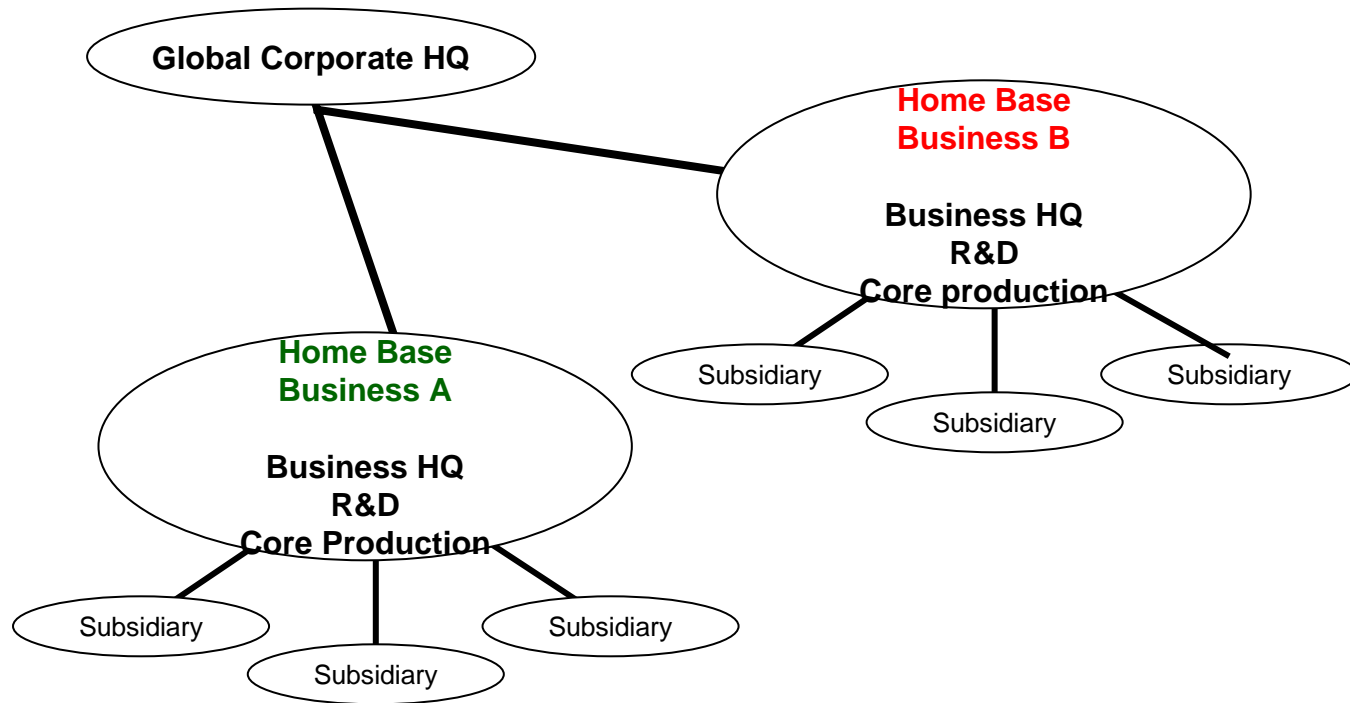 Global Corporate HQ
Home Base
Business B
Business HQ
R&D
Core production
Subsidiary
Subsidiary
Subsidiary
Home Base
Business A
Business HQ
R&D
Core Production
Subsidiary
Subsidiary
Subsidiary